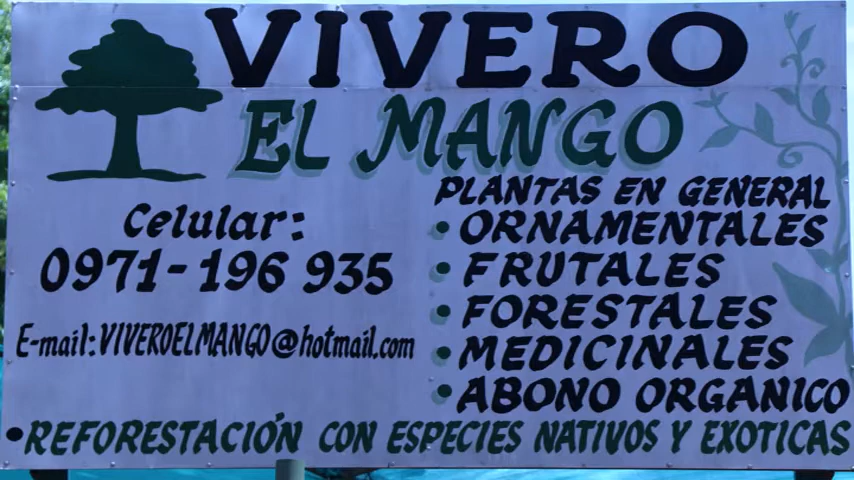 VIVERO
EL MANGO
Celular:
0971-196 935
E-mail: VIVEROELMANGO@hotmail.com
PLANTAS EN GENERAL
• ORNAMENTALES
• FRUTALES
• FORESTALES
• MEDICINALES
• ABONO ORGANICO
• REFORESTACIÓN CON ESPECIES NATIVOS Y EXOTICAS